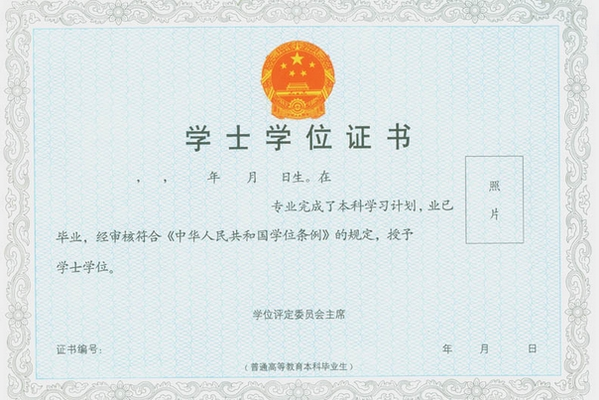 学士学位证书
， ， 年 月 日生。在
照
片
专业完成了本科学习计划，业已
毕业，经审核符合《中华人民共和国学位条例》的规定，授予
学士学位。
学位评定委员会主席
证书编号： 年 月 日
（普通高等教育本科毕业生）